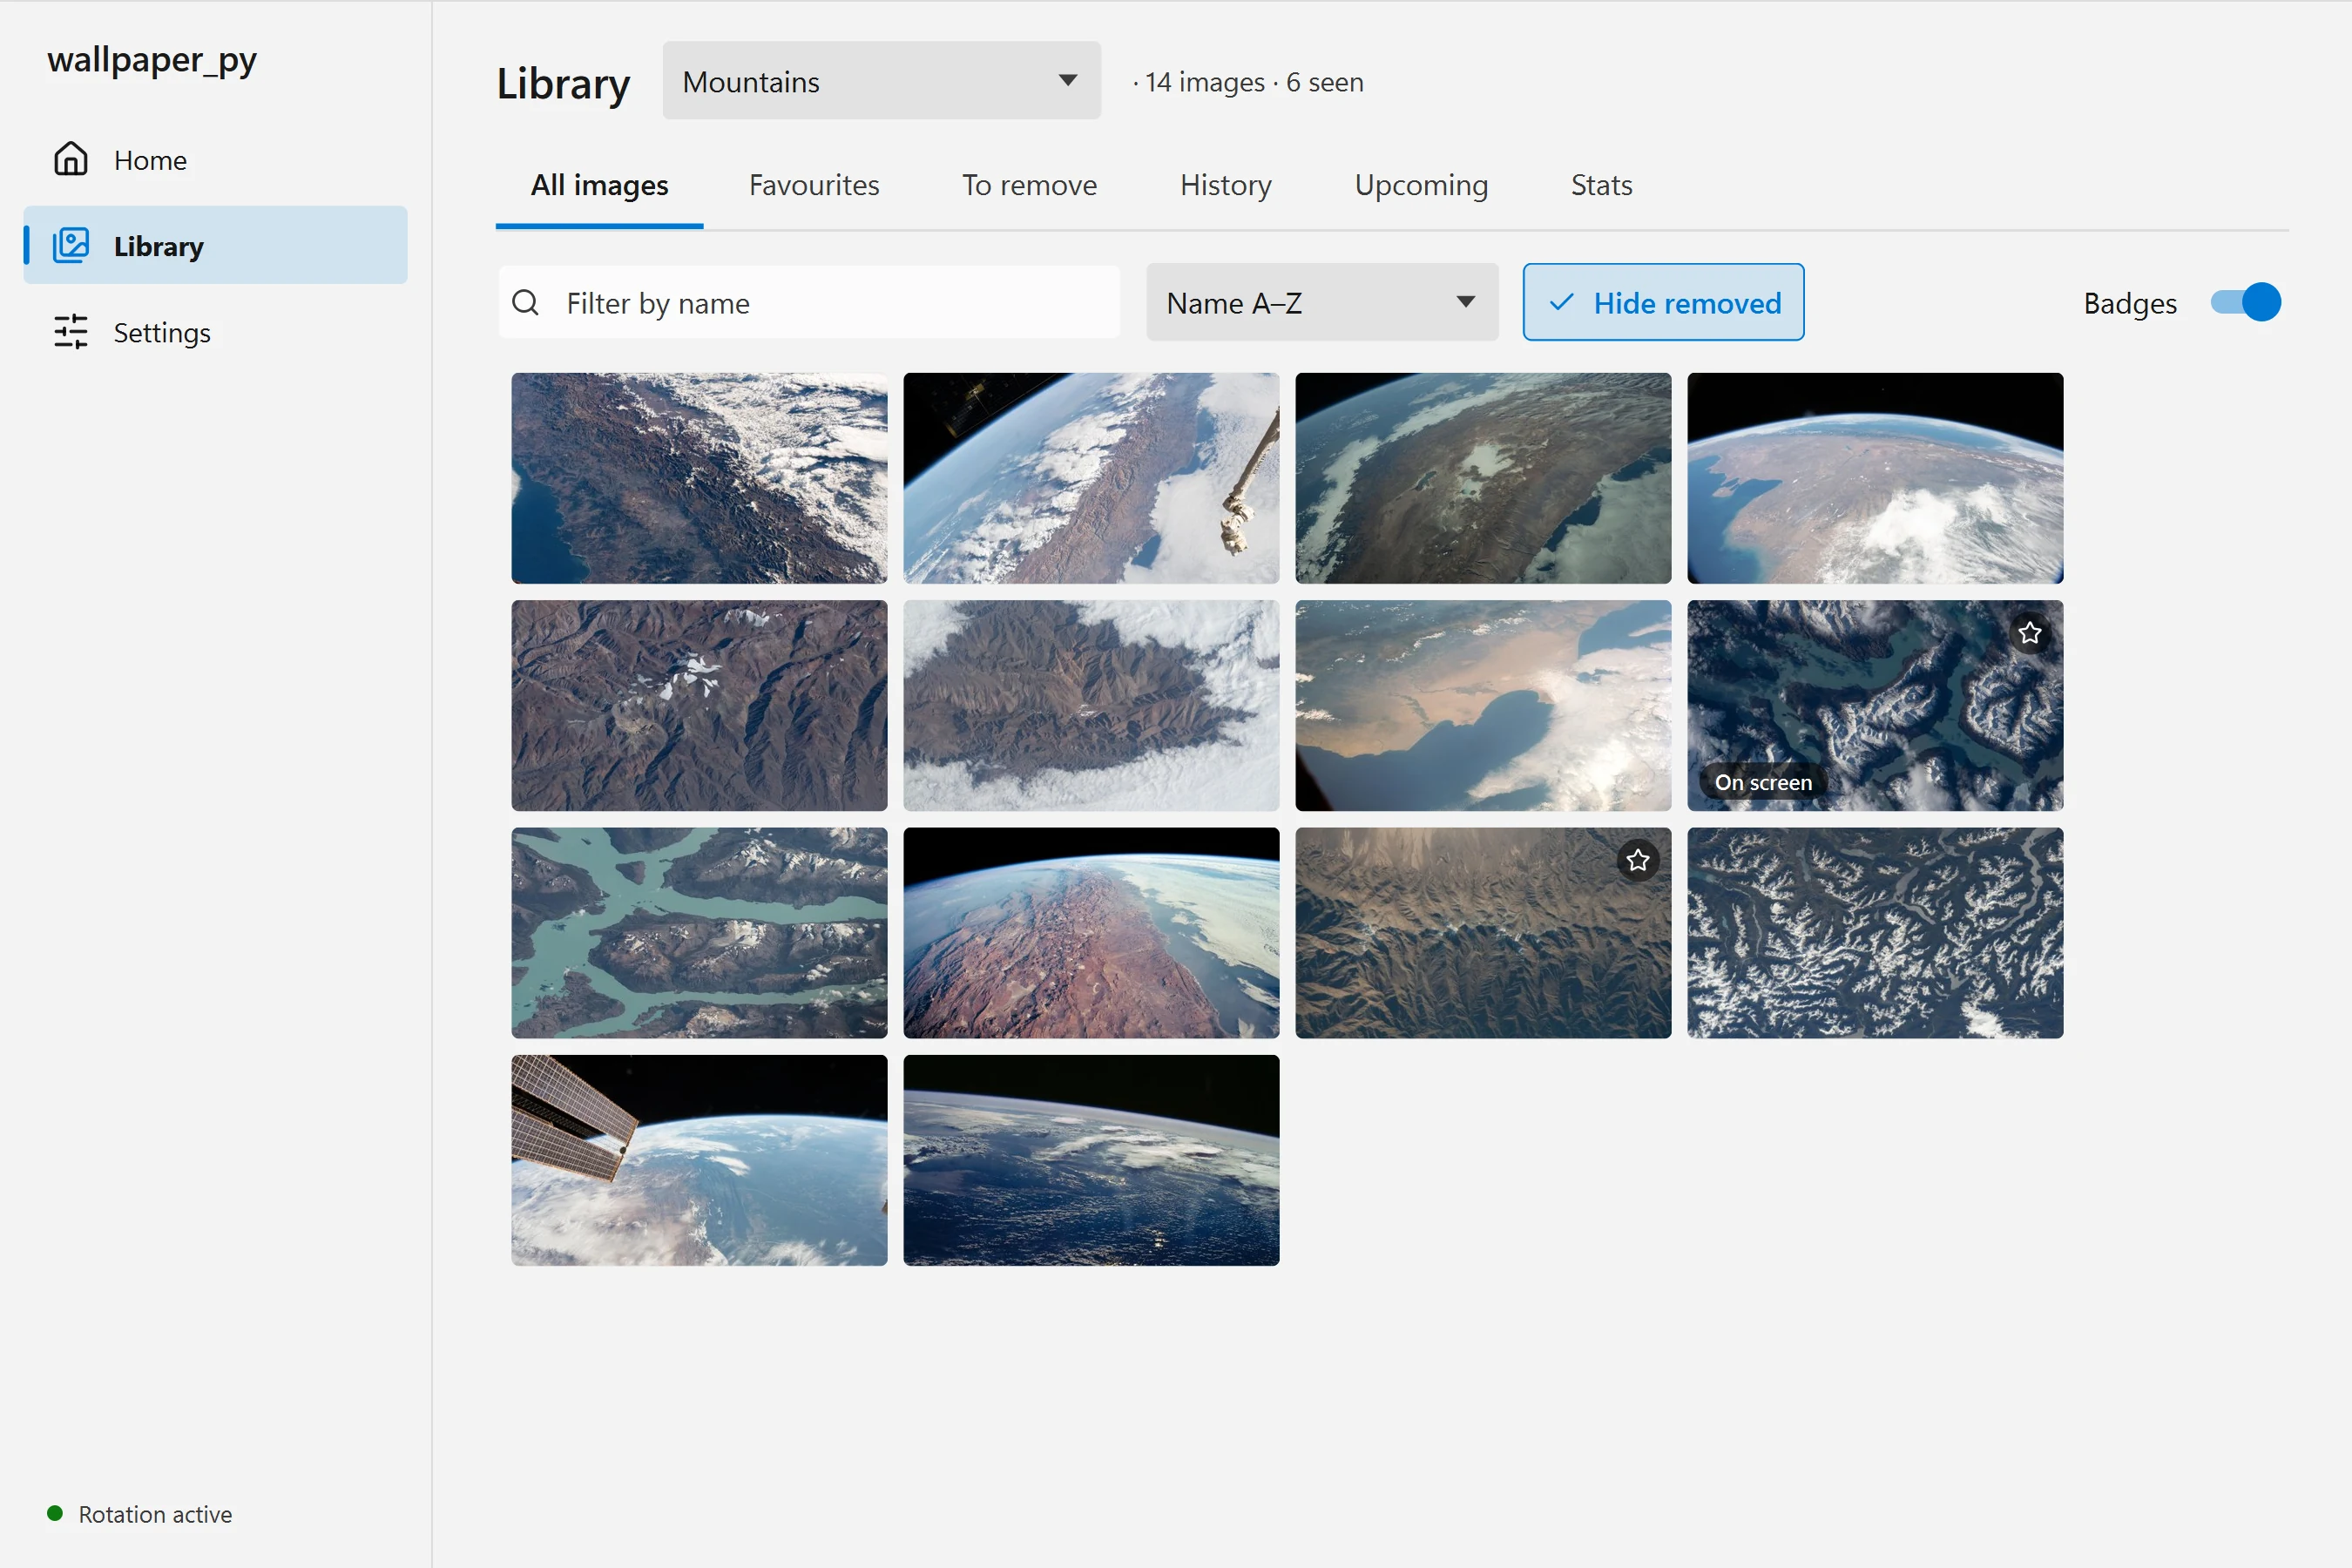 wallpaper_py
Home
Library
Settings
Rotation active
Library
Mountains
· 14 images · 6 seen
All images
Favourites
To remove
History
Upcoming
Stats
Filter by name
Name A–Z
Hide removed
Badges
On screen